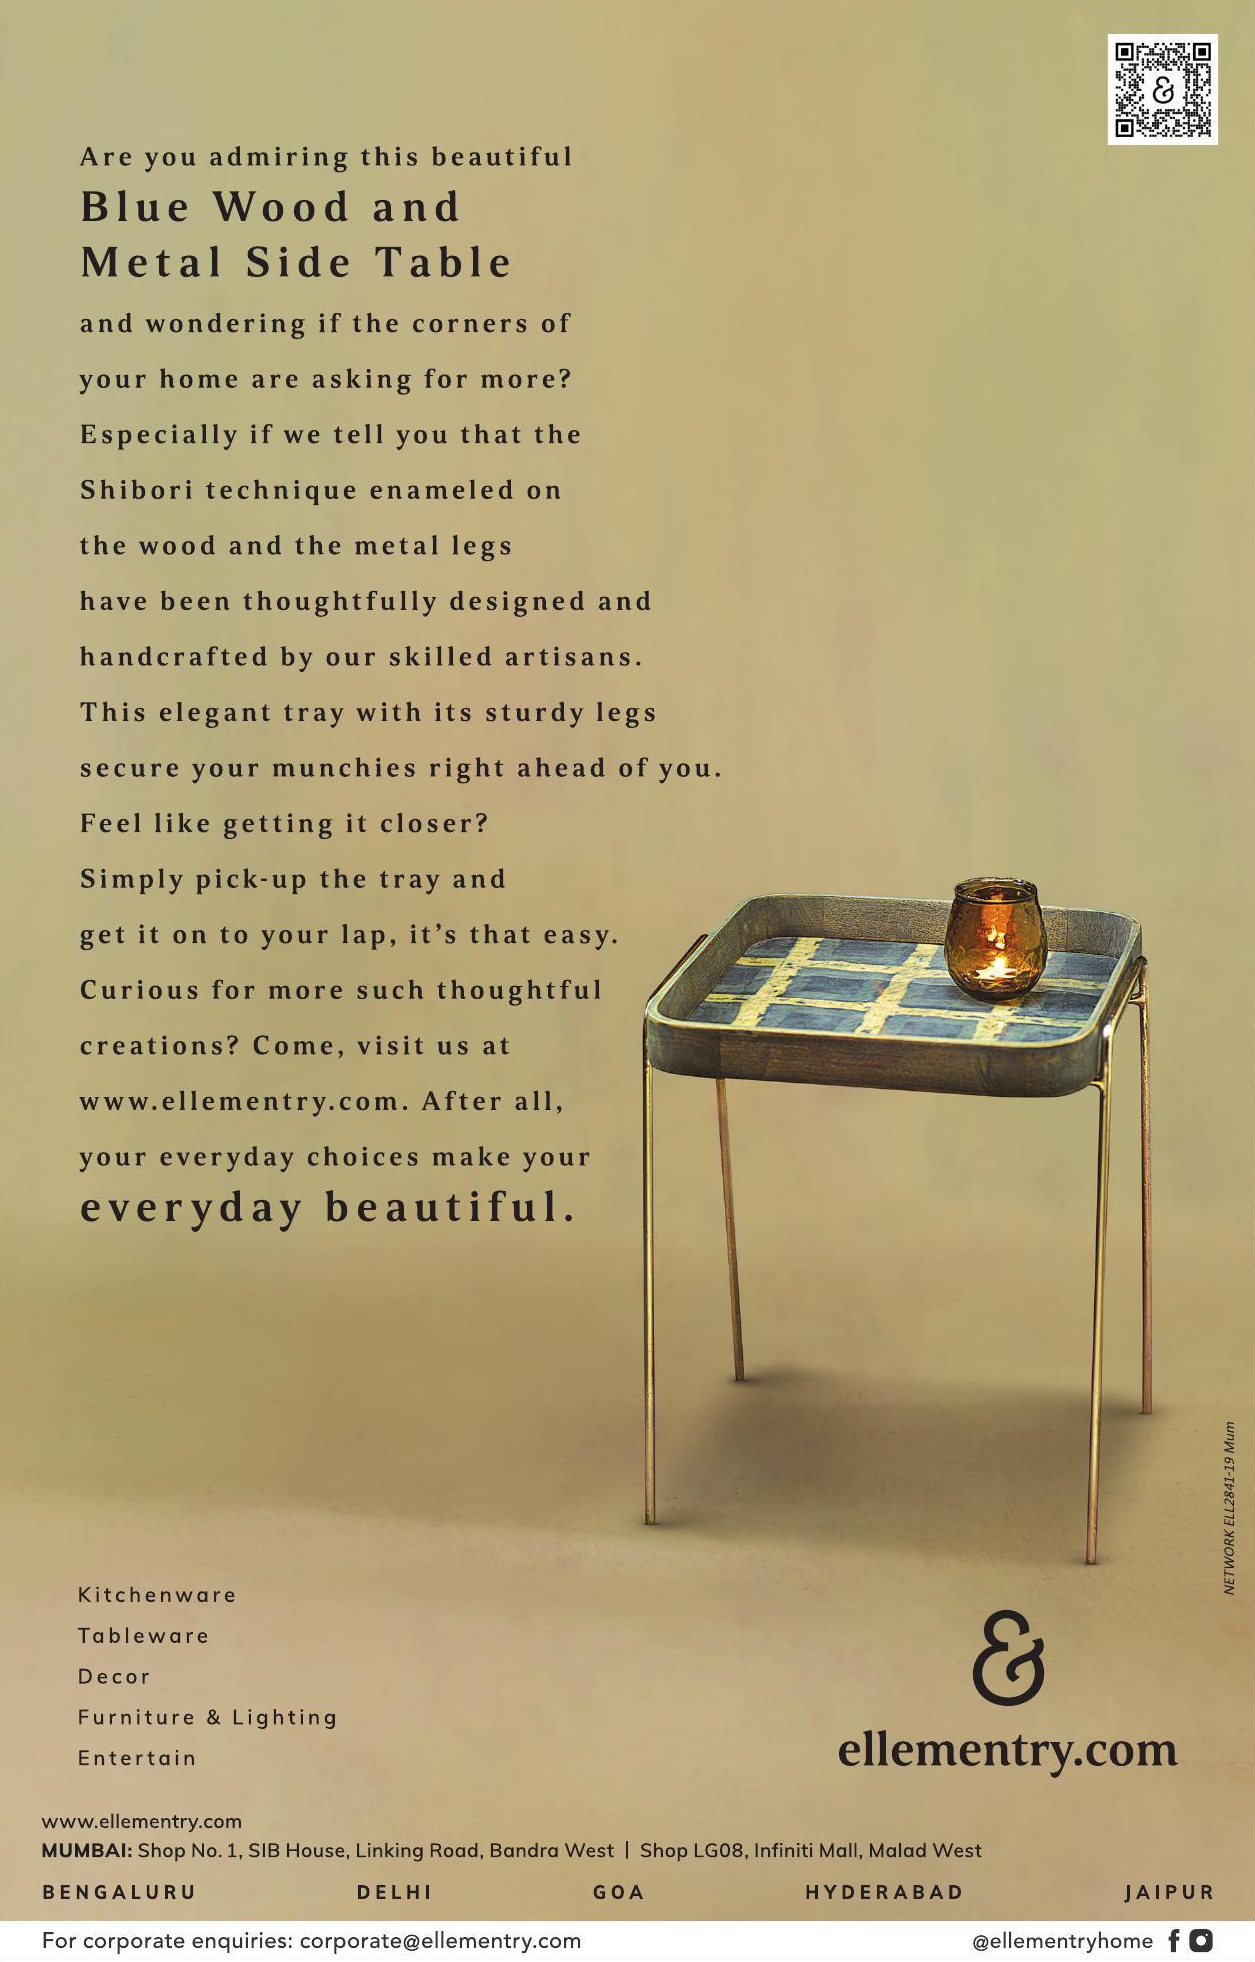 &
Are you admiring this beautiful
Blue Wood and
Metal Side Table
and wondering if the corners of
your home are asking for more?
Especially if we tell you that the
Shibori technique enameled on
the wood and the metal legs
have been thoughtfully designed and
handcrafted by our skilled artisans.
This elegant tray with its sturdy legs
secure your munchies right ahead of you.
Feel like getting it closer?
Simply pick-up the tray and
get it on to your lap, it's that easy.
Curious for more such thoughtful
creations? Come, visit us at
www.ellementry.com. After all,
your everyday choices make your
everyday beautiful.
NETWORK ELL2841-19 Mum
Kitchenware
Tableware
Decor
Furniture & Lighting
Entertain
&
ellementry.com
www.ellementry.com
MUMBAI: Shop No. 1, SIB House, Linking Road, Bandra West | Shop LG08, Infiniti Mall, Malad West
BENGALURU DELHI GOA HYDERABAD JAIPUR
For corporate enquiries: corporate@ellementry.com @ellementryhome